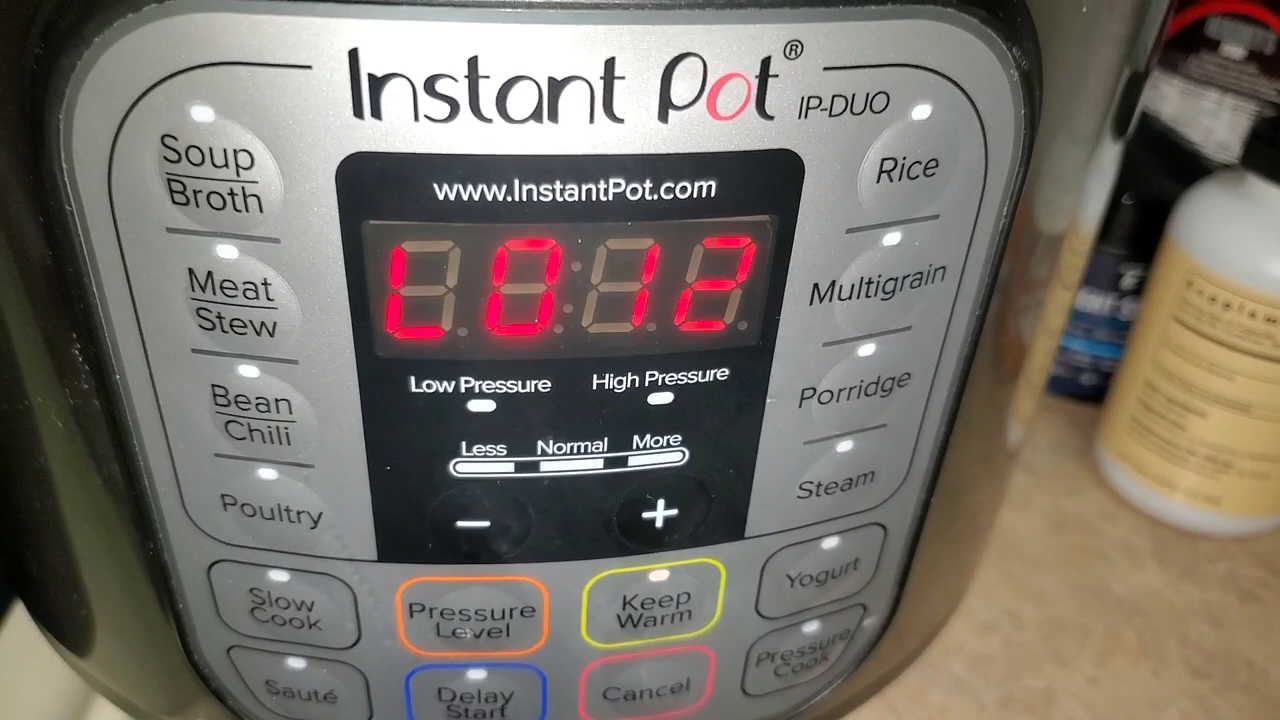 Instant Pot® IP-DUO
www.InstantPot.com
L0:12
Low Pressure High Pressure
Less Normal More
− +
Soup
Broth
Meat
Stew
Bean
Chili
Poultry
Rice
Multigrain
Porridge
Steam
Slow
Cook
Pressure
Level
Keep
Warm
Yogurt
Sauté
Delay
Start
Cancel
Pressure
Cook